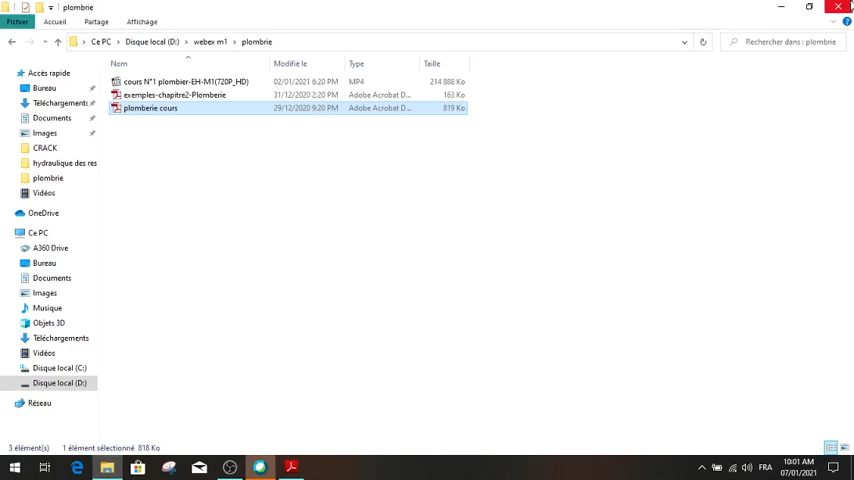 plombrie
Fichier Accueil Partage Affichage
Ce PC > Disque local (D:) > webex m1 > plombrie
Rechercher dans : plombrie
Nom Modifié le Type Taille
cours N°1 plombier-EH-M1(720P_HD) 02/01/2021 6:20 PM MP4 214 888 Ko
exemples-chapitre2-Plomberie 31/12/2020 2:20 PM Adobe Acrobat D... 163 Ko
plomberie cours 29/12/2020 9:20 PM Adobe Acrobat D... 819 Ko
Accès rapide
Bureau
Téléchargements
Documents
Images
CRACK
hydraulique des res
plombrie
Vidéos
OneDrive
Ce PC
A360 Drive
Bureau
Documents
Images
Musique
Objets 3D
Téléchargements
Vidéos
Disque local (C:)
Disque local (D:)
Réseau
3 élément(s) 1 élément sélectionné 818 Ko
FRA
10:01 AM
07/01/2021